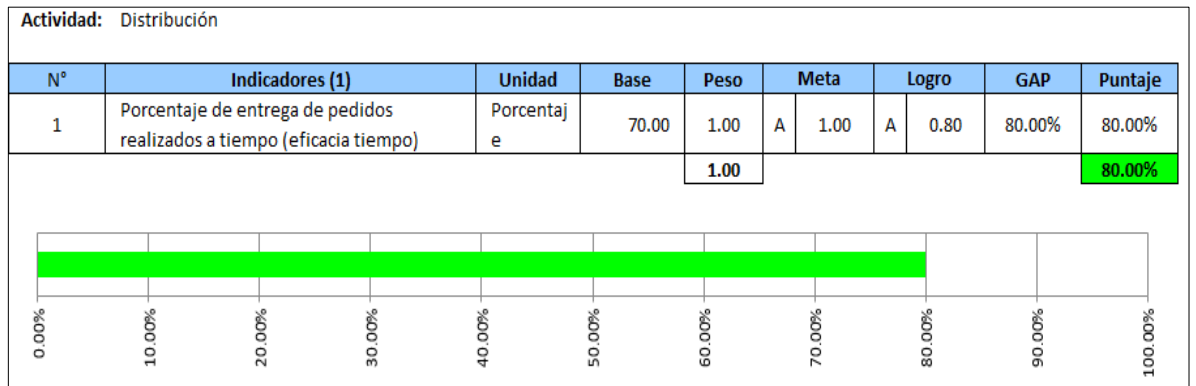 Actividad: Distribución
N° Indicadores (1) Unidad Base Peso Meta Logro GAP Puntaje
1 Porcentaje de entrega de pedidos realizados a tiempo (eficacia tiempo) Porcentaje 70.00 1.00 A 1.00 A 0.80 80.00% 80.00%
1.00 80.00%
0.00% 10.00% 20.00% 30.00% 40.00% 50.00% 60.00% 70.00% 80.00% 90.00% 100.00%